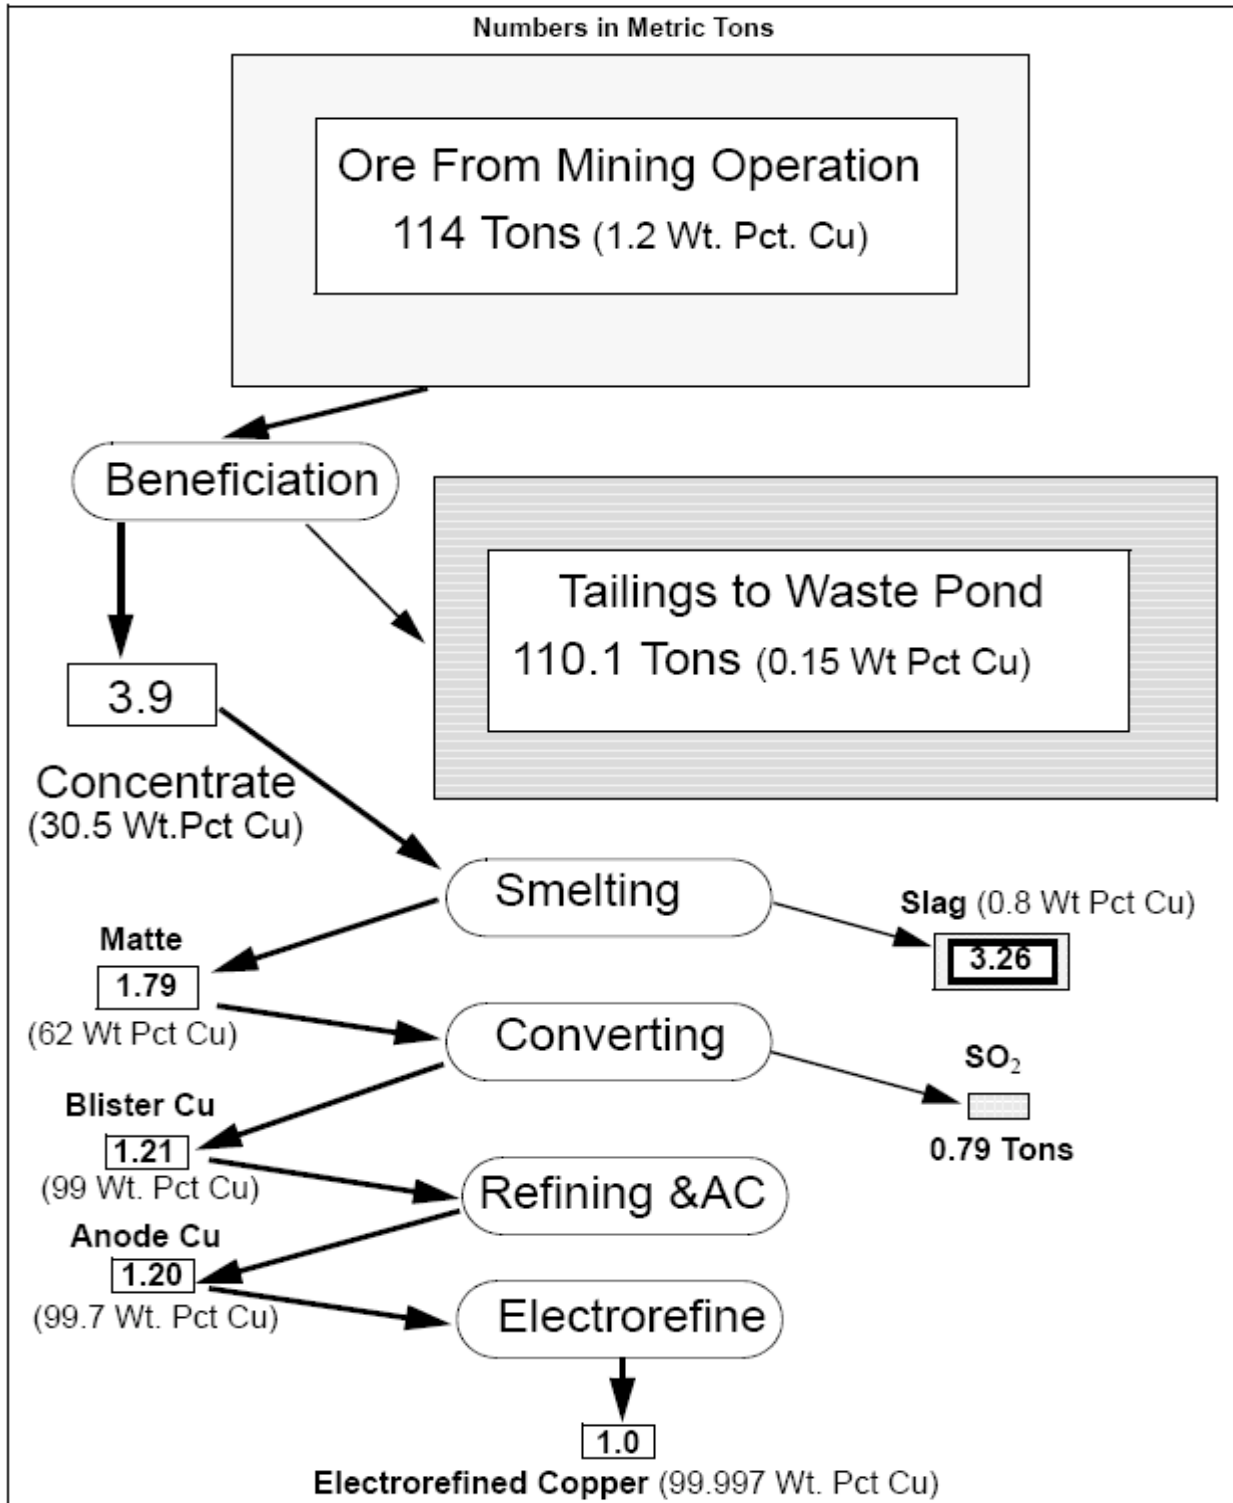 Numbers in Metric Tons
Ore From Mining Operation
114 Tons (1.2 Wt. Pct. Cu)
Beneficiation
Tailings to Waste Pond
110.1 Tons (0.15 Wt Pct Cu)
3.9
Concentrate
(30.5 Wt.Pct Cu)
Smelting
Slag (0.8 Wt Pct Cu)
3.26
Matte
1.79
(62 Wt Pct Cu)
Converting
SO₂
0.79 Tons
Blister Cu
1.21
(99 Wt. Pct Cu)
Refining &AC
Anode Cu
1.20
(99.7 Wt. Pct Cu)
Electrorefine
1.0
Electrorefined Copper (99.997 Wt. Pct Cu)